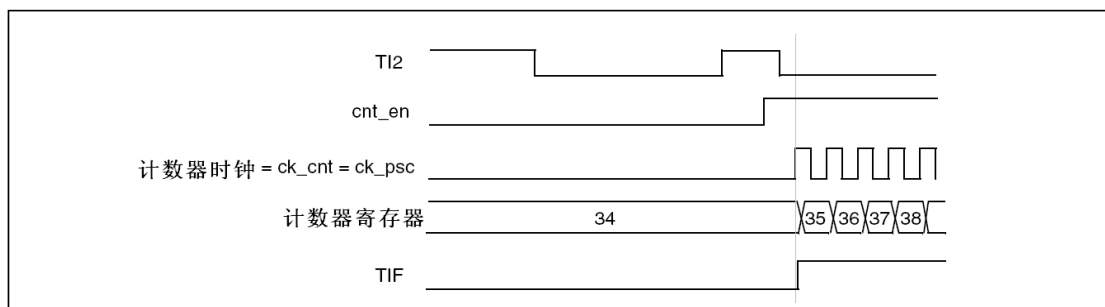 TI2
cnt_en
计数器时钟 = ck_cnt = ck_psc
计数器寄存器 34 35 36 37 38
TIF